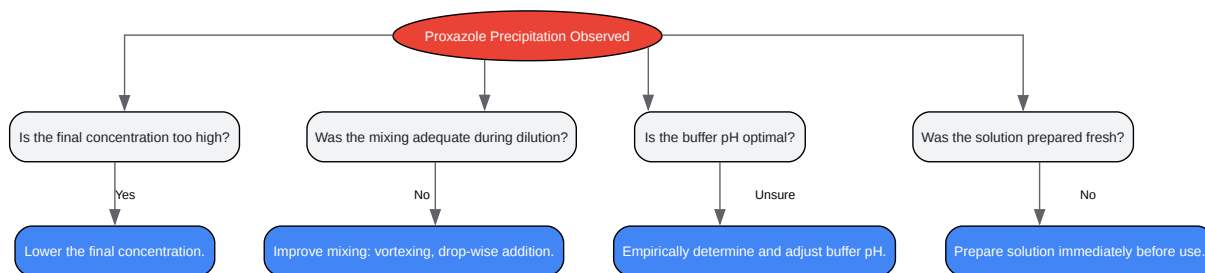 Proxazole Precipitation Observed
Is the final concentration too high?
Was the mixing adequate during dilution?
Is the buffer pH optimal?
Was the solution prepared fresh?
Yes
No
Unsure
No
Lower the final concentration.
Improve mixing: vortexing, drop-wise addition.
Empirically determine and adjust buffer pH.
Prepare solution immediately before use.